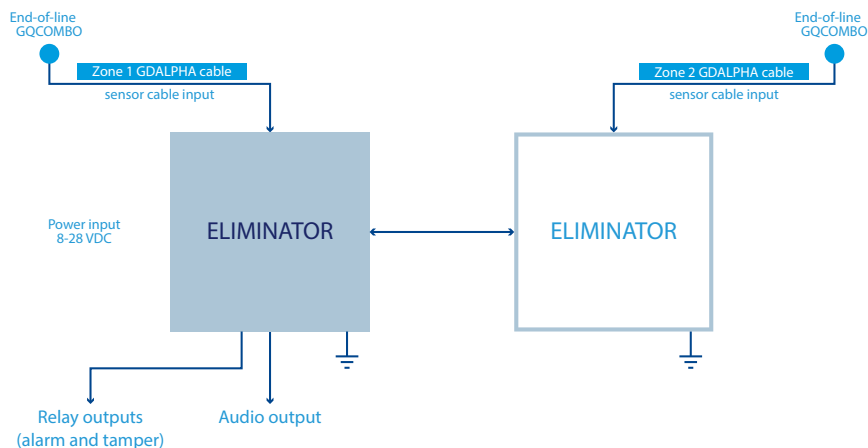 End-of-line
GQCOMBO
End-of-line
GQCOMBO
Zone 1 GDALPHA cable
sensor cable input
Zone 2 GDALPHA cable
sensor cable input
Power input
8-28 VDC
ELIMINATOR
ELIMINATOR
Relay outputs
(alarm and tamper)
Audio output